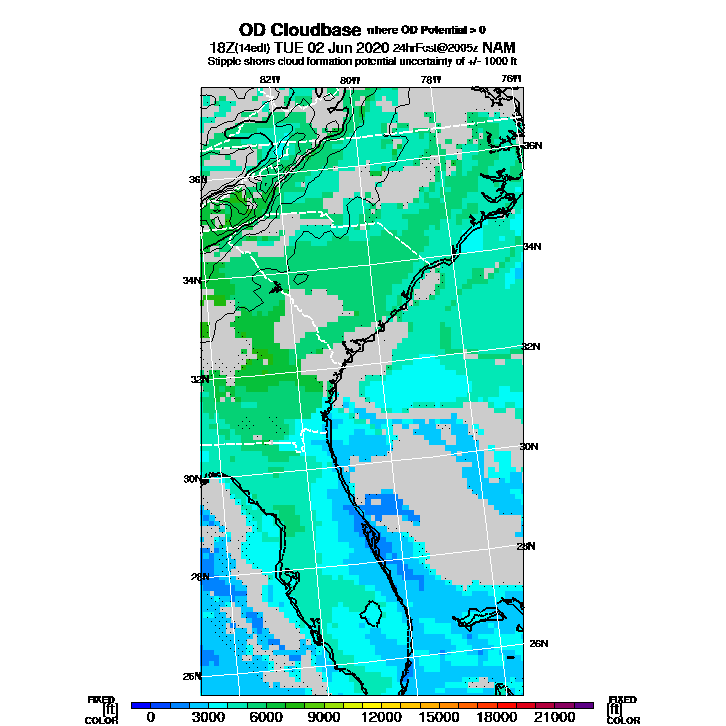 OD Cloudbase where OD Potential > 0
18Z(14edt) TUE 02 Jun 2020 24hrFcst@2005z NAM
Stipple shows cloud formation potential uncertainty of +/- 1000 ft
82W 80W 78W 76W
36N
36N
34N
34N
32N
32N
30N
30N
28N
28N
26N
26N
FIXED FIXED
[ft] 0 3000 6000 9000 12000 15000 18000 21000 [ft]
COLOR COLOR